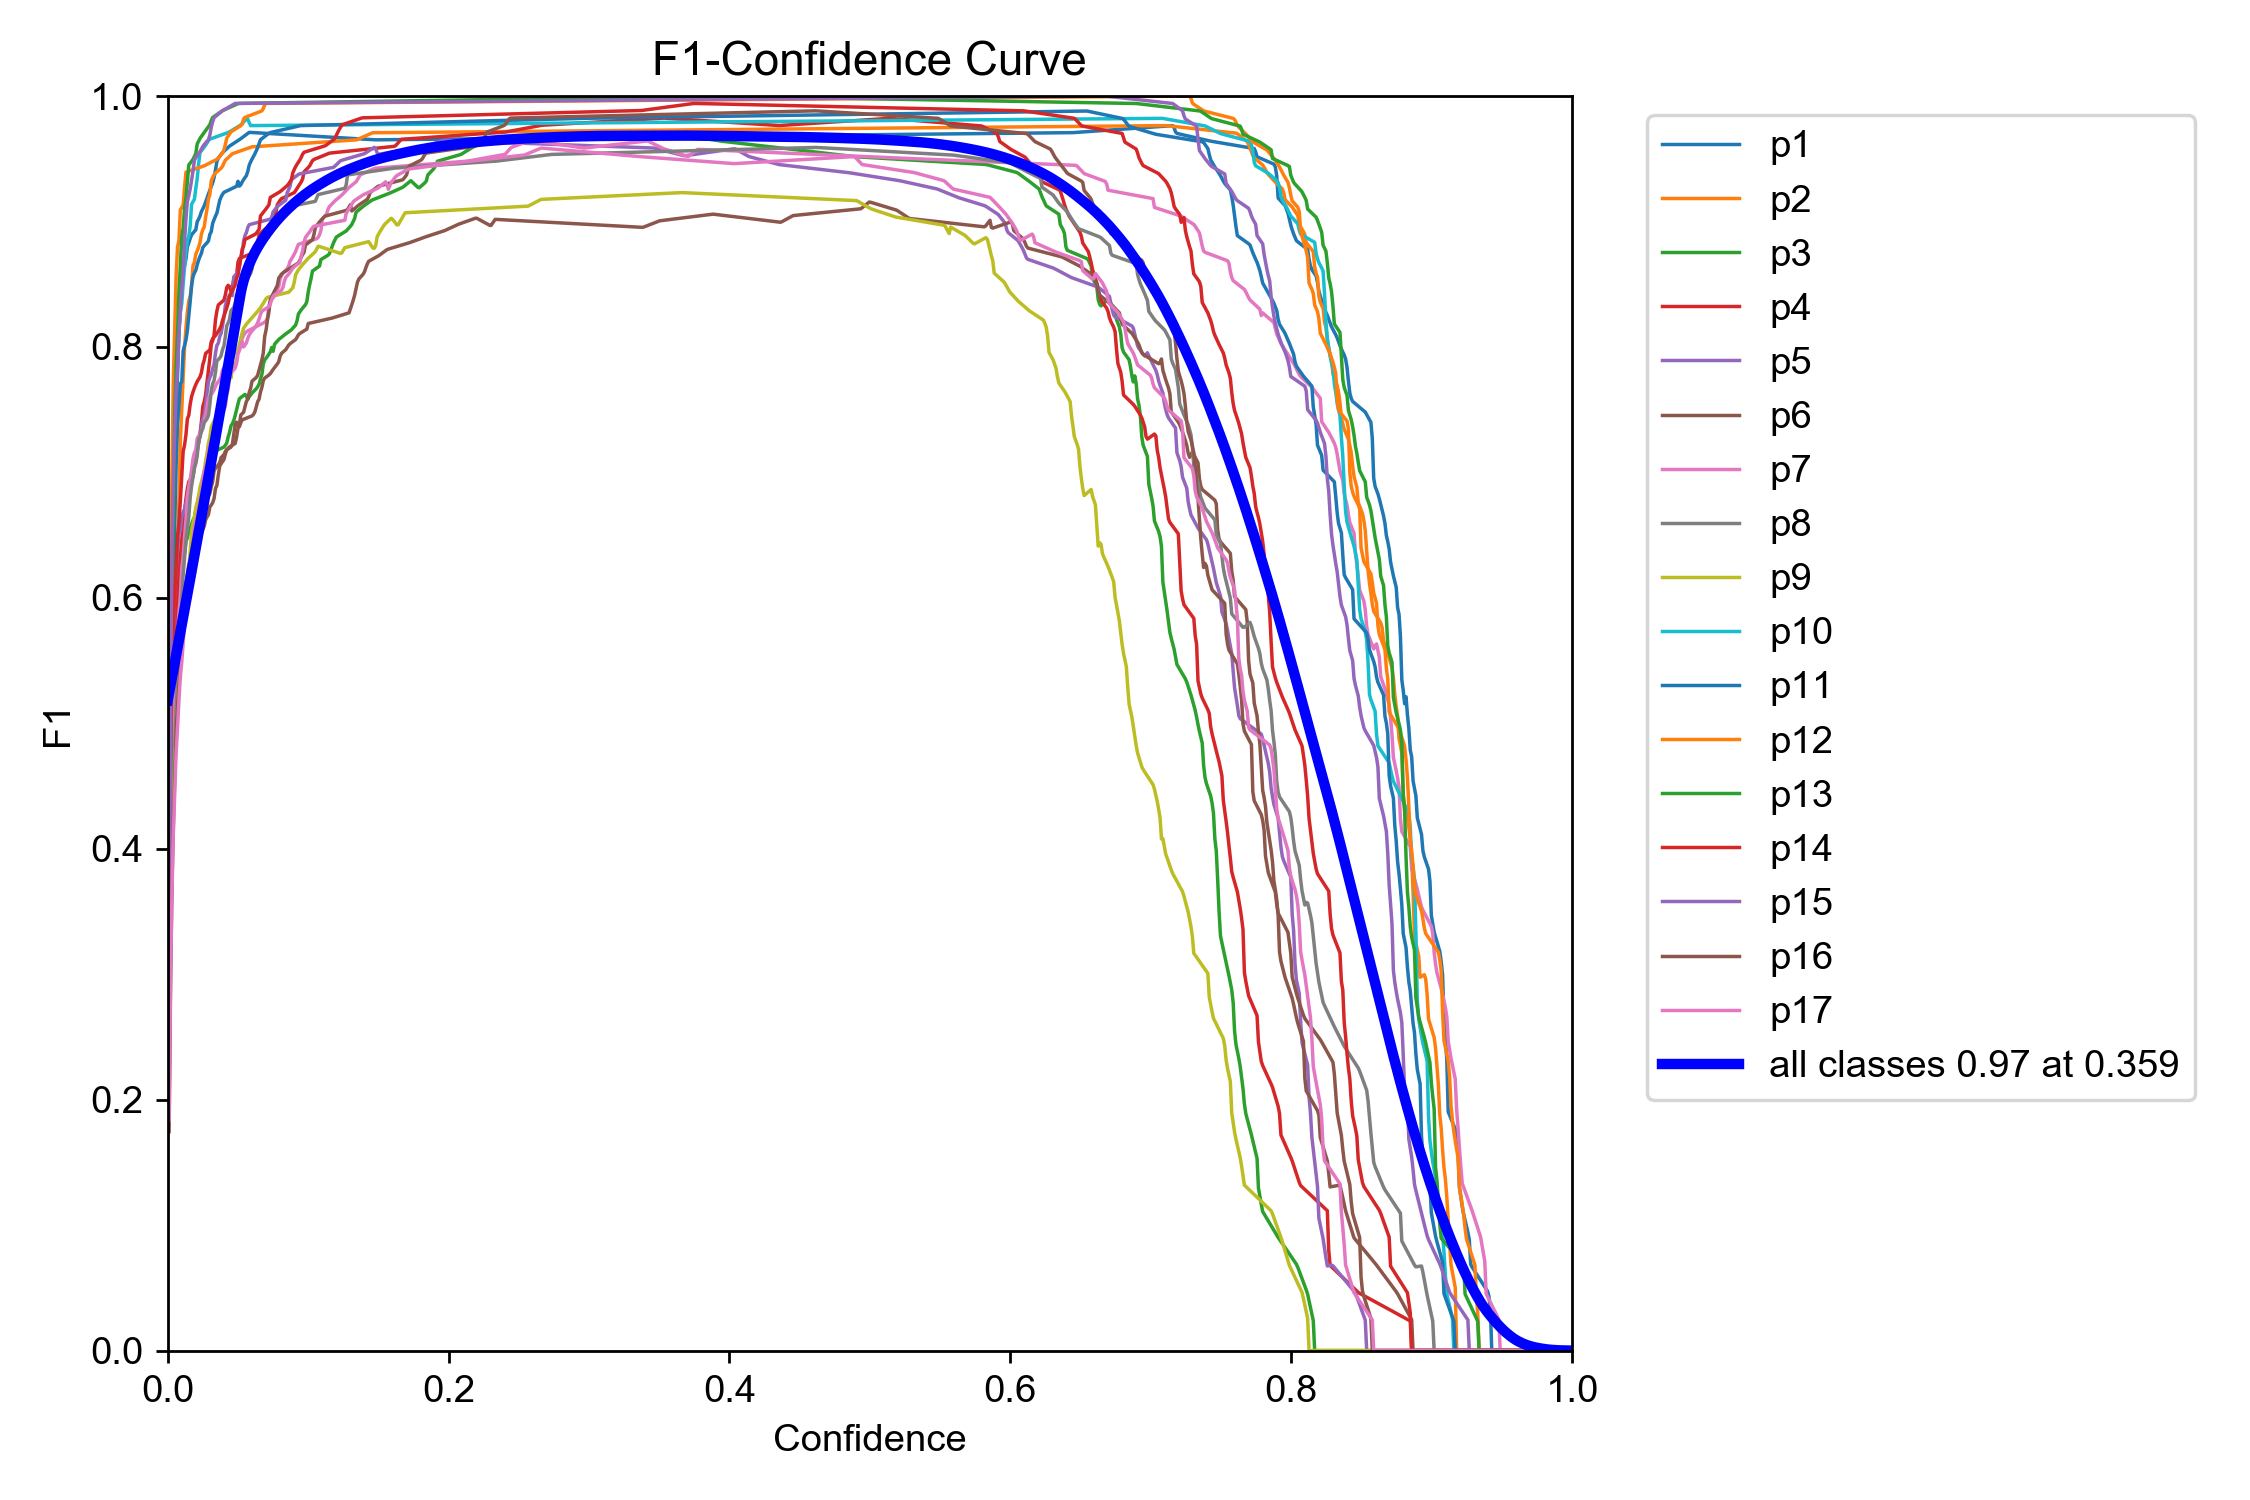 F1-Confidence Curve
1.0
0.8
0.6
0.4
0.2
0.0
F1
0.0 0.2 0.4 0.6 0.8 1.0
Confidence
p1
p2
p3
p4
p5
p6
p7
p8
p9
p10
p11
p12
p13
p14
p15
p16
p17
all classes 0.97 at 0.359